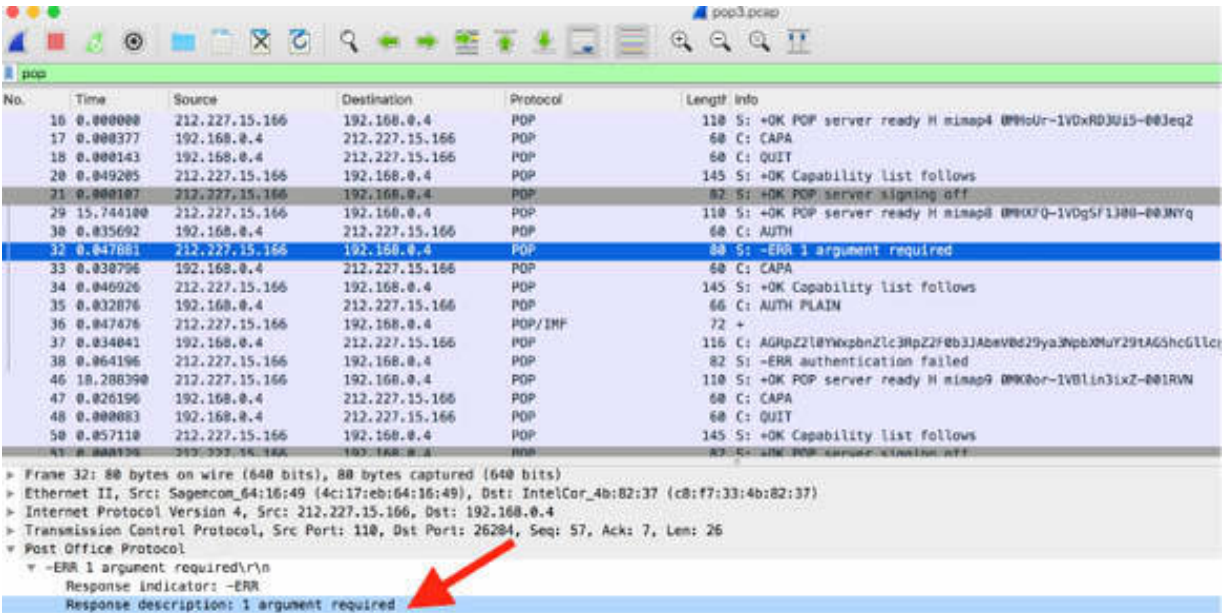 pop3.pcap
pop
No. Time Source Destination Protocol Length Info
16 0.000000 212.227.15.166 192.168.0.4 POP 110 S: +OK POP server ready H mimap4
17 0.000377 192.168.0.4 212.227.15.166 POP 60 C: CAPA
18 0.000143 192.168.0.4 212.227.15.166 POP 60 C: QUIT
20 0.049205 212.227.15.166 192.168.0.4 POP 145 S: +OK Capability list follows
21 0.000107 212.227.15.166 192.168.0.4 POP 82 S: +OK POP server signing off
29 15.744100 212.227.15.166 192.168.0.4 POP 110 S: +OK POP server ready H mimap8
30 0.035692 192.168.0.4 212.227.15.166 POP 60 C: AUTH
32 0.047881 212.227.15.166 192.168.0.4 POP 80 S: -ERR 1 argument required
33 0.030796 192.168.0.4 212.227.15.166 POP 60 C: CAPA
34 0.046926 212.227.15.166 192.168.0.4 POP 145 S: +OK Capability list follows
35 0.032876 192.168.0.4 212.227.15.166 POP 66 C: AUTH PLAIN
36 0.047476 212.227.15.166 192.168.0.4 POP/IMF 72 +
37 0.034041 192.168.0.4 212.227.15.166 POP 116 C:
38 0.064196 212.227.15.166 192.168.0.4 POP 82 S: -ERR authentication failed
46 18.288390 212.227.15.166 192.168.0.4 POP 110 S: +OK POP server ready H mimap9
47 0.026196 192.168.0.4 212.227.15.166 POP 60 C: CAPA
48 0.000083 192.168.0.4 212.227.15.166 POP 60 C: QUIT
50 0.057110 212.227.15.166 192.168.0.4 POP 145 S: +OK Capability list follows
51 0.000129 212.227.15.166 192.168.0.4 POP 82 S: +OK POP server signing off
Frame 32: 80 bytes on wire (640 bits), 80 bytes captured (640 bits)
Ethernet II, Src: Sagemcom_64:16:49 (4c:17:eb:64:16:49), Dst: IntelCor_4b:82:37 (c8:f7:33:4b:82:37)
Internet Protocol Version 4, Src: 212.227.15.166, Dst: 192.168.0.4
Transmission Control Protocol, Src Port: 110, Dst Port: 26284, Seq: 57, Ack: 7, Len: 26
Post Office Protocol
-ERR 1 argument required\r\n
Response indicator: -ERR
Response description: 1 argument required